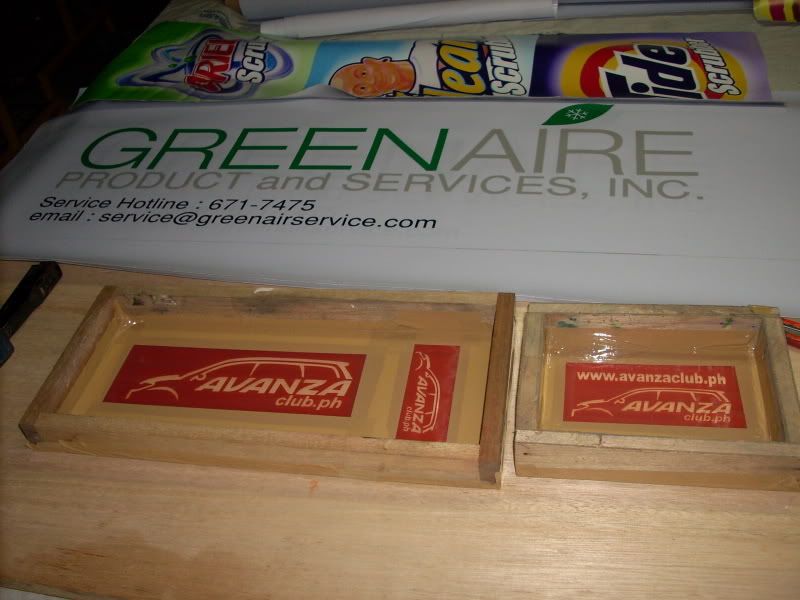 Tide scrubber
GREENAIRE
PRODUCT and SERVICES, INC.
Service Hotline : 671-7475
email : service@greenairservice.com
AVANZA
club.ph
AVANZA
club.ph
www.avanzaclub.ph
AVANZA
club.ph